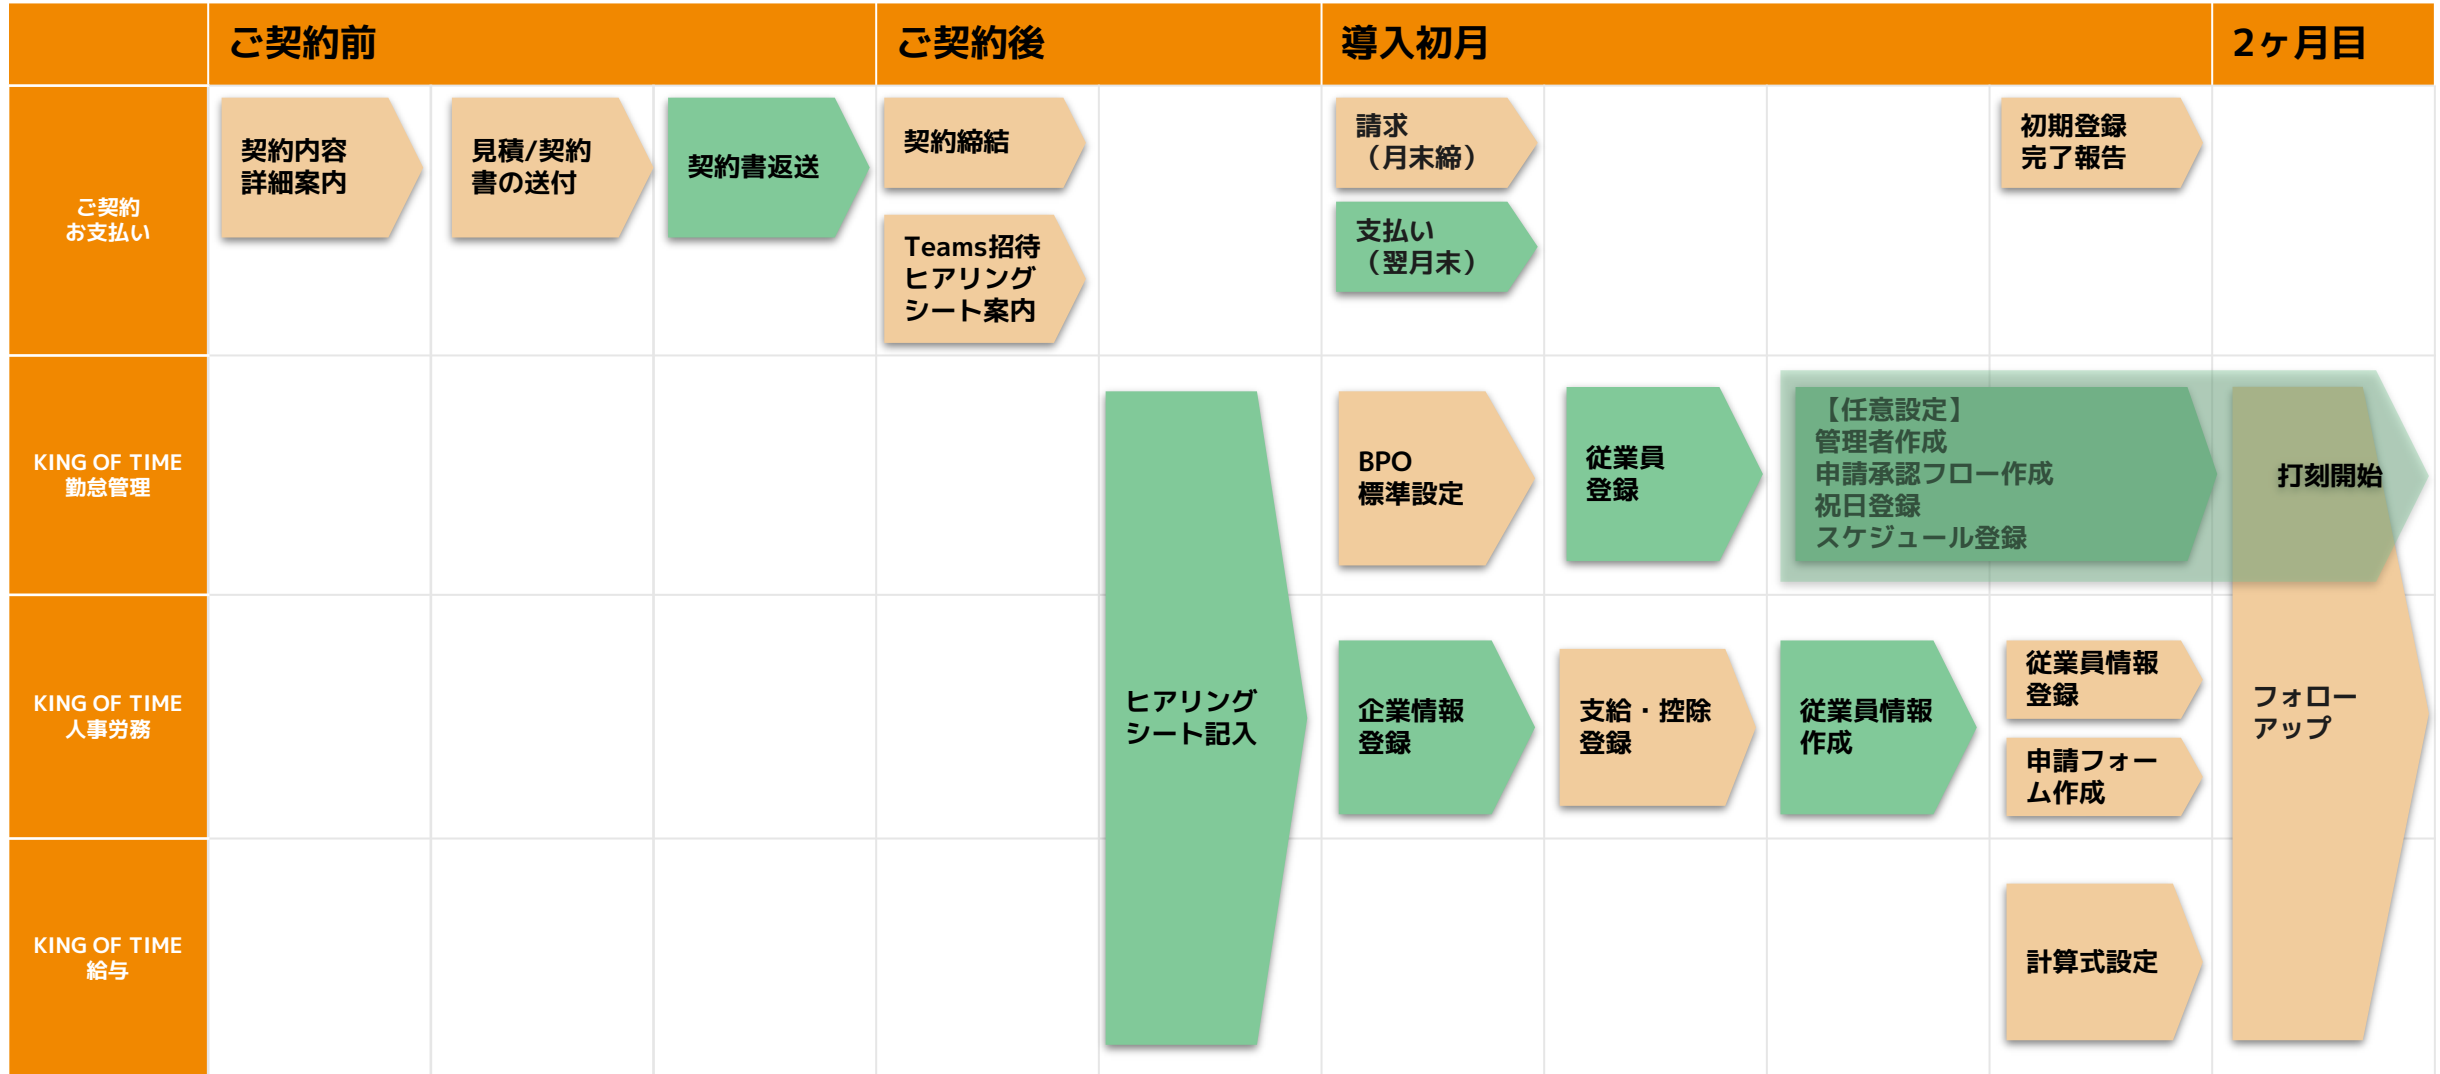 ご契約前
ご契約後
導入初月
2ヶ月目
ご契約
お支払い
契約内容
詳細案内
見積/契約
書の送付
契約書返送
契約締結
Teams招待
ヒアリング
シート案内
請求
（月末締）
支払い
（翌月末）
初期登録
完了報告
KING OF TIME
勤怠管理
BPO
標準設定
従業員
登録
【任意設定】
管理者作成
申請承認フロー作成
祝日登録
スケジュール登録
打刻開始
KING OF TIME
人事労務
ヒアリング
シート記入
企業情報
登録
支給・控除
登録
従業員情報
作成
従業員情報
登録
申請フォー
ム作成
フォロー
アップ
KING OF TIME
給与
計算式設定